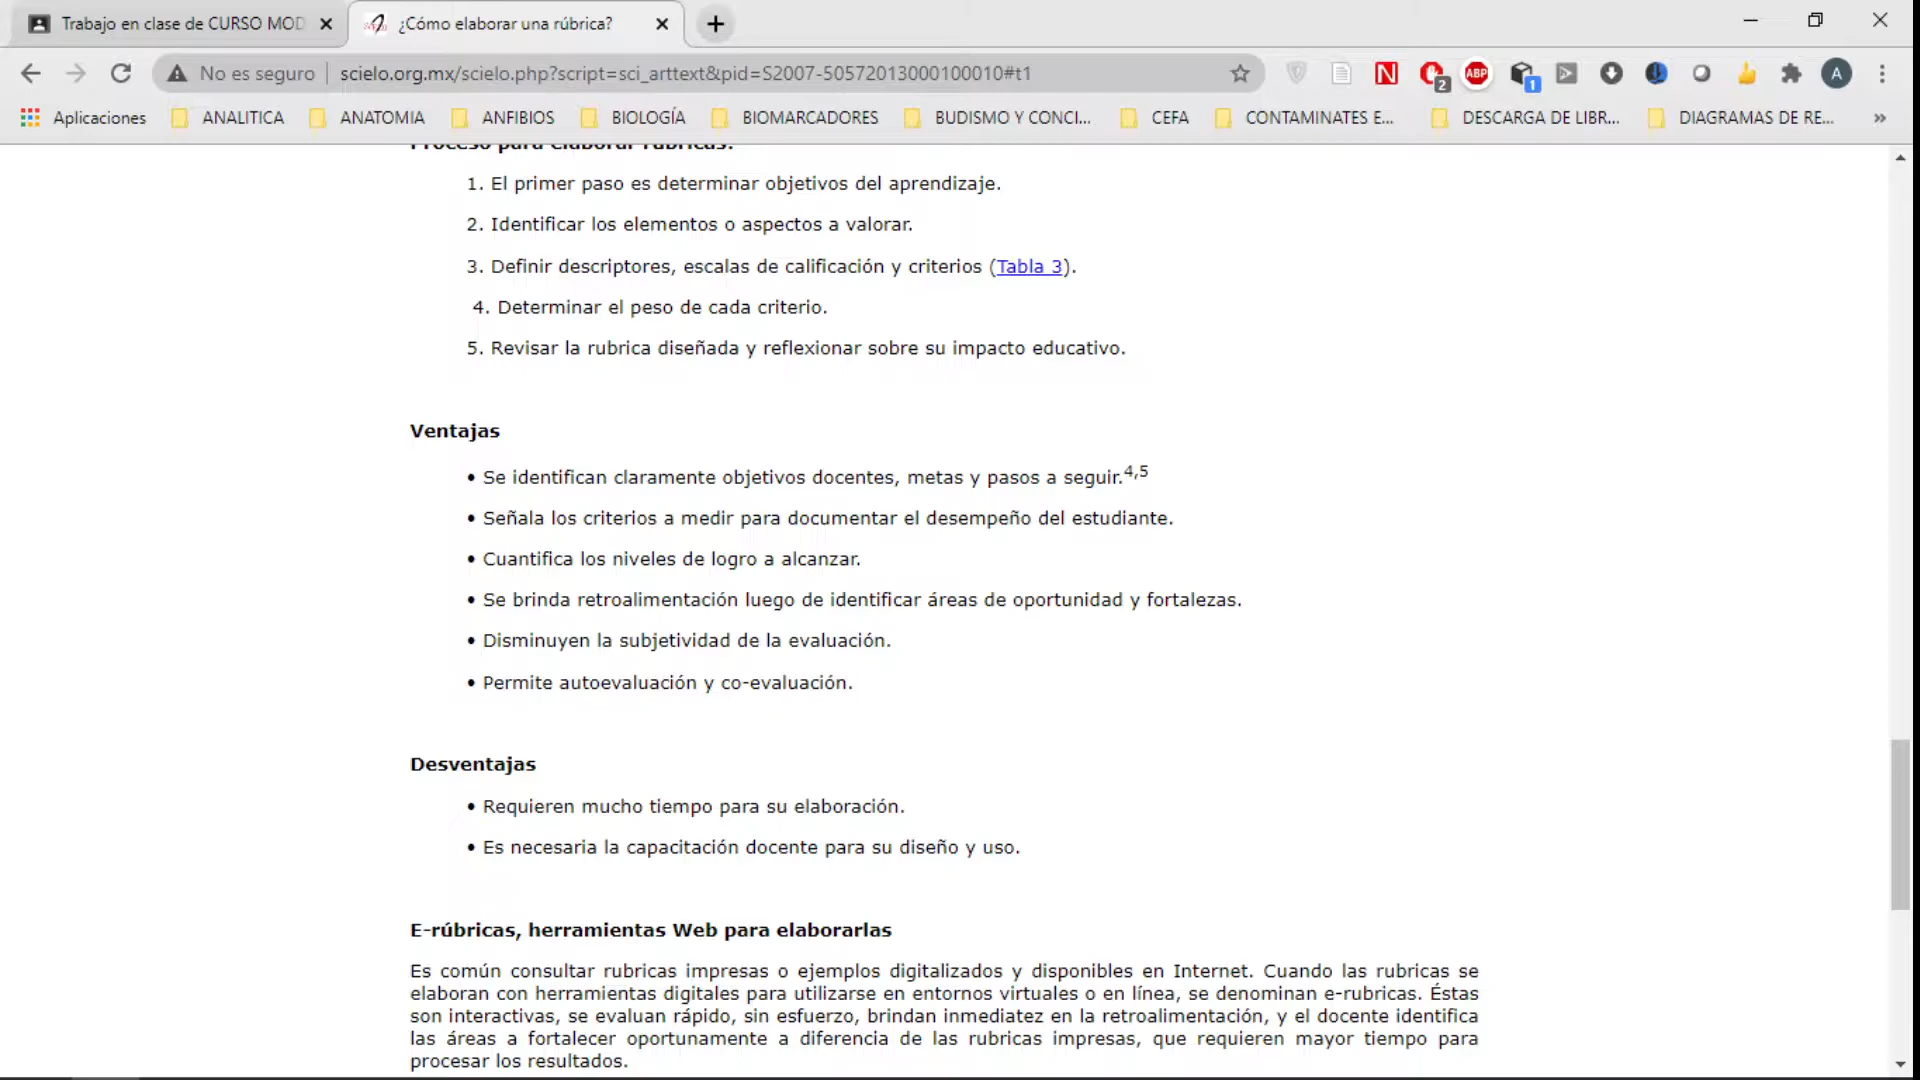 Trabajo en clase de CURSO MOD
¿Cómo elaborar una rúbrica?
No es seguro
scielo.org.mx/scielo.php?script=sci_arttext&pid=S2007-50572013000100010#t1
N
2
ABP
1
A
Aplicaciones
ANALITICA
ANATOMIA
ANFIBIOS
BIOLOGÍA
BIOMARCADORES
BUDISMO Y CONCI...
CEFA
CONTAMINATES E...
DESCARGA DE LIBR...
DIAGRAMAS DE RE...
»
Proceso para elaborar rúbricas.
1. El primer paso es determinar objetivos del aprendizaje.
2. Identificar los elementos o aspectos a valorar.
3. Definir descriptores, escalas de calificación y criterios (Tabla 3).
4. Determinar el peso de cada criterio.
5. Revisar la rubrica diseñada y reflexionar sobre su impacto educativo.
Ventajas
• Se identifican claramente objetivos docentes, metas y pasos a seguir.4,5
• Señala los criterios a medir para documentar el desempeño del estudiante.
• Cuantifica los niveles de logro a alcanzar.
• Se brinda retroalimentación luego de identificar áreas de oportunidad y fortalezas.
• Disminuyen la subjetividad de la evaluación.
• Permite autoevaluación y co-evaluación.
Desventajas
• Requieren mucho tiempo para su elaboración.
• Es necesaria la capacitación docente para su diseño y uso.
E-rúbricas, herramientas Web para elaborarlas
Es común consultar rubricas impresas o ejemplos digitalizados y disponibles en Internet. Cuando las rubricas se
elaboran con herramientas digitales para utilizarse en entornos virtuales o en línea, se denominan e-rubricas. Éstas
son interactivas, se evaluan rápido, sin esfuerzo, brindan inmediatez en la retroalimentación, y el docente identifica
las áreas a fortalecer oportunamente a diferencia de las rubricas impresas, que requieren mayor tiempo para
procesar los resultados.